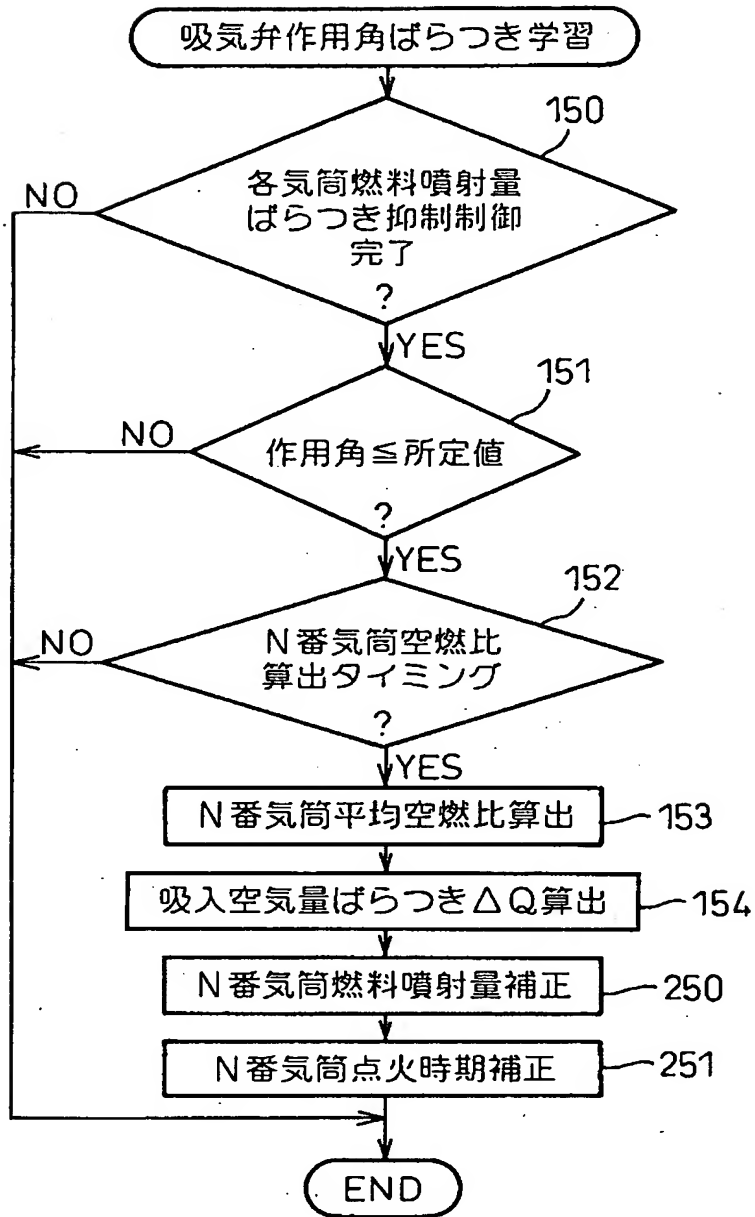 吸気弁作用角ばらつき学習
150
各気筒燃料噴射量
ばらつき抑制制御
完了
?
NO
YES
151
作用角≦所定値
?
NO
YES
152
N番気筒空燃比
算出タイミング
?
NO
YES
N番気筒平均空燃比算出
153
吸入空気量ばらつき△Q算出
154
N番気筒燃料噴射量補正
250
N番気筒点火時期補正
251
END